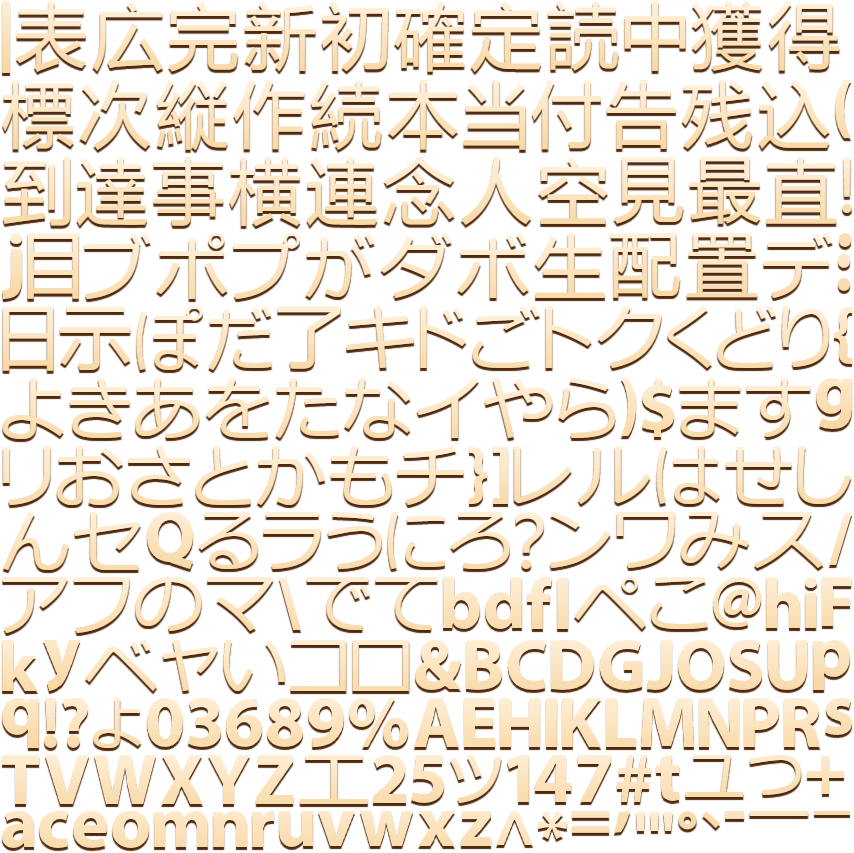 |表広完新初確定読中獲得
標次縦作続本当付告残込(
到達事横連念人空見最直!
j目ブポプがダボ生配置デ:
日示ぱだ了キドごトクくどり{
よきあをたなイやら)$ますg
リおさとかもチ}]レル(はせし
んセQるラうにころ?ンワみス/
アフのマ\でてbdflぺこ@hiF
kyベヤいコロ&BCDGJOSUp
q!?ょ03689%AEHIKLMNPRs
TVWXYZエ25ツ147#tユつ+
aceomnruvwxz^*=